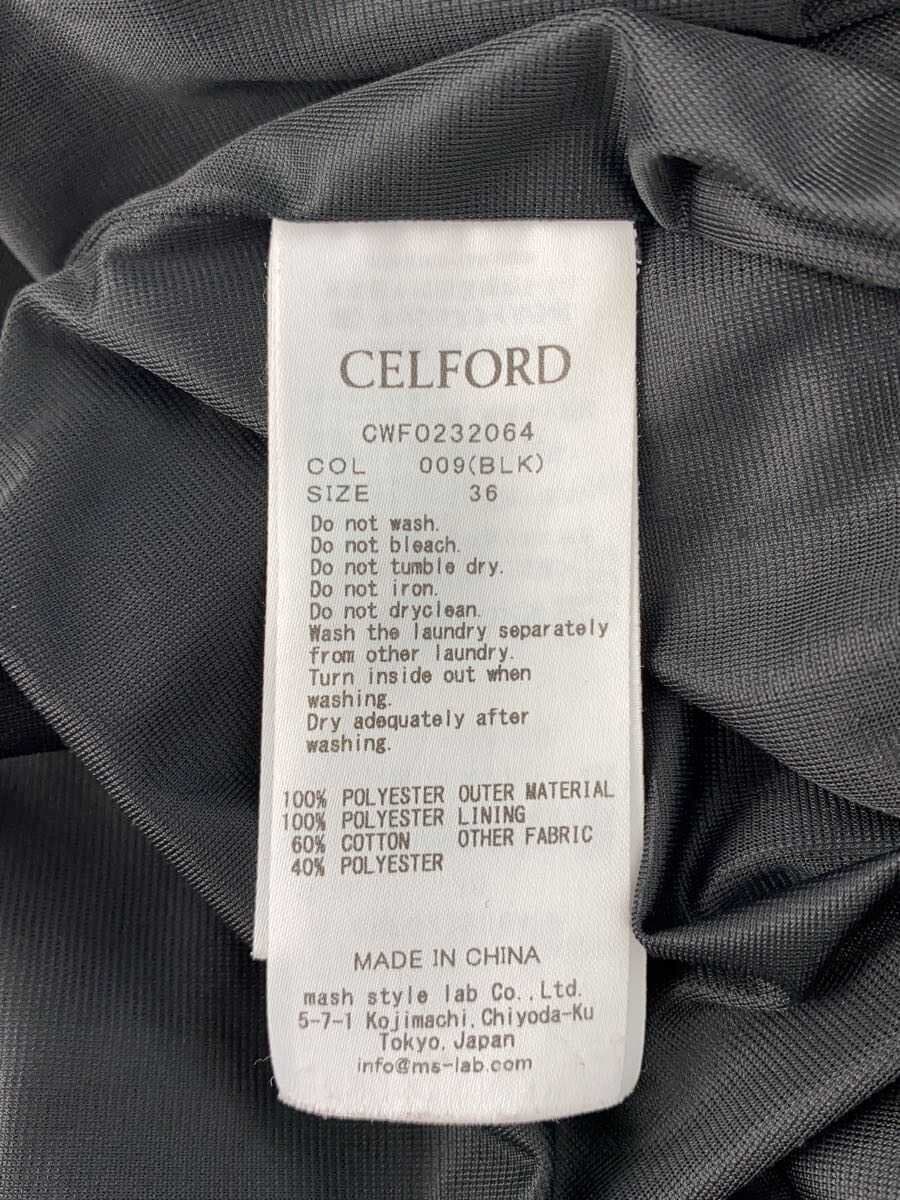 CELFORD
CWF0232064
COL 009(BLK)
SIZE 36
Do not wash.
Do not bleach.
Do not tumble dry.
Do not iron.
Do not dryclean.
Wash the laundry separately
from other laundry.
Turn inside out when
washing.
Dry adequately after
washing.
100% POLYESTER OUTER MATERIAL
100% POLYESTER LINING
60% COTTON OTHER FABRIC
40% POLYESTER
MADE IN CHINA
mash style lab Co.,Ltd.
5-7-1 Kojimachi,Chiyoda-Ku
Tokyo,Japan
info@ms-lab.com